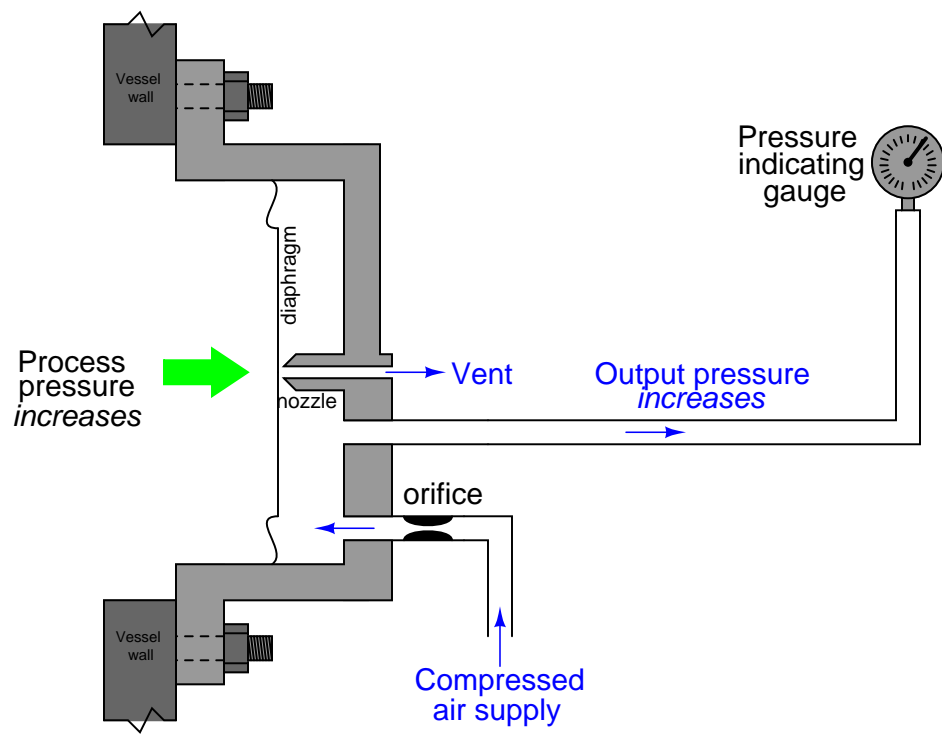 Vessel
wall
Pressure
indicating
gauge
diaphragm
Process
pressure
increases
Vent
Output pressure
increases
nozzle
orifice
Vessel
wall
Compressed
air supply